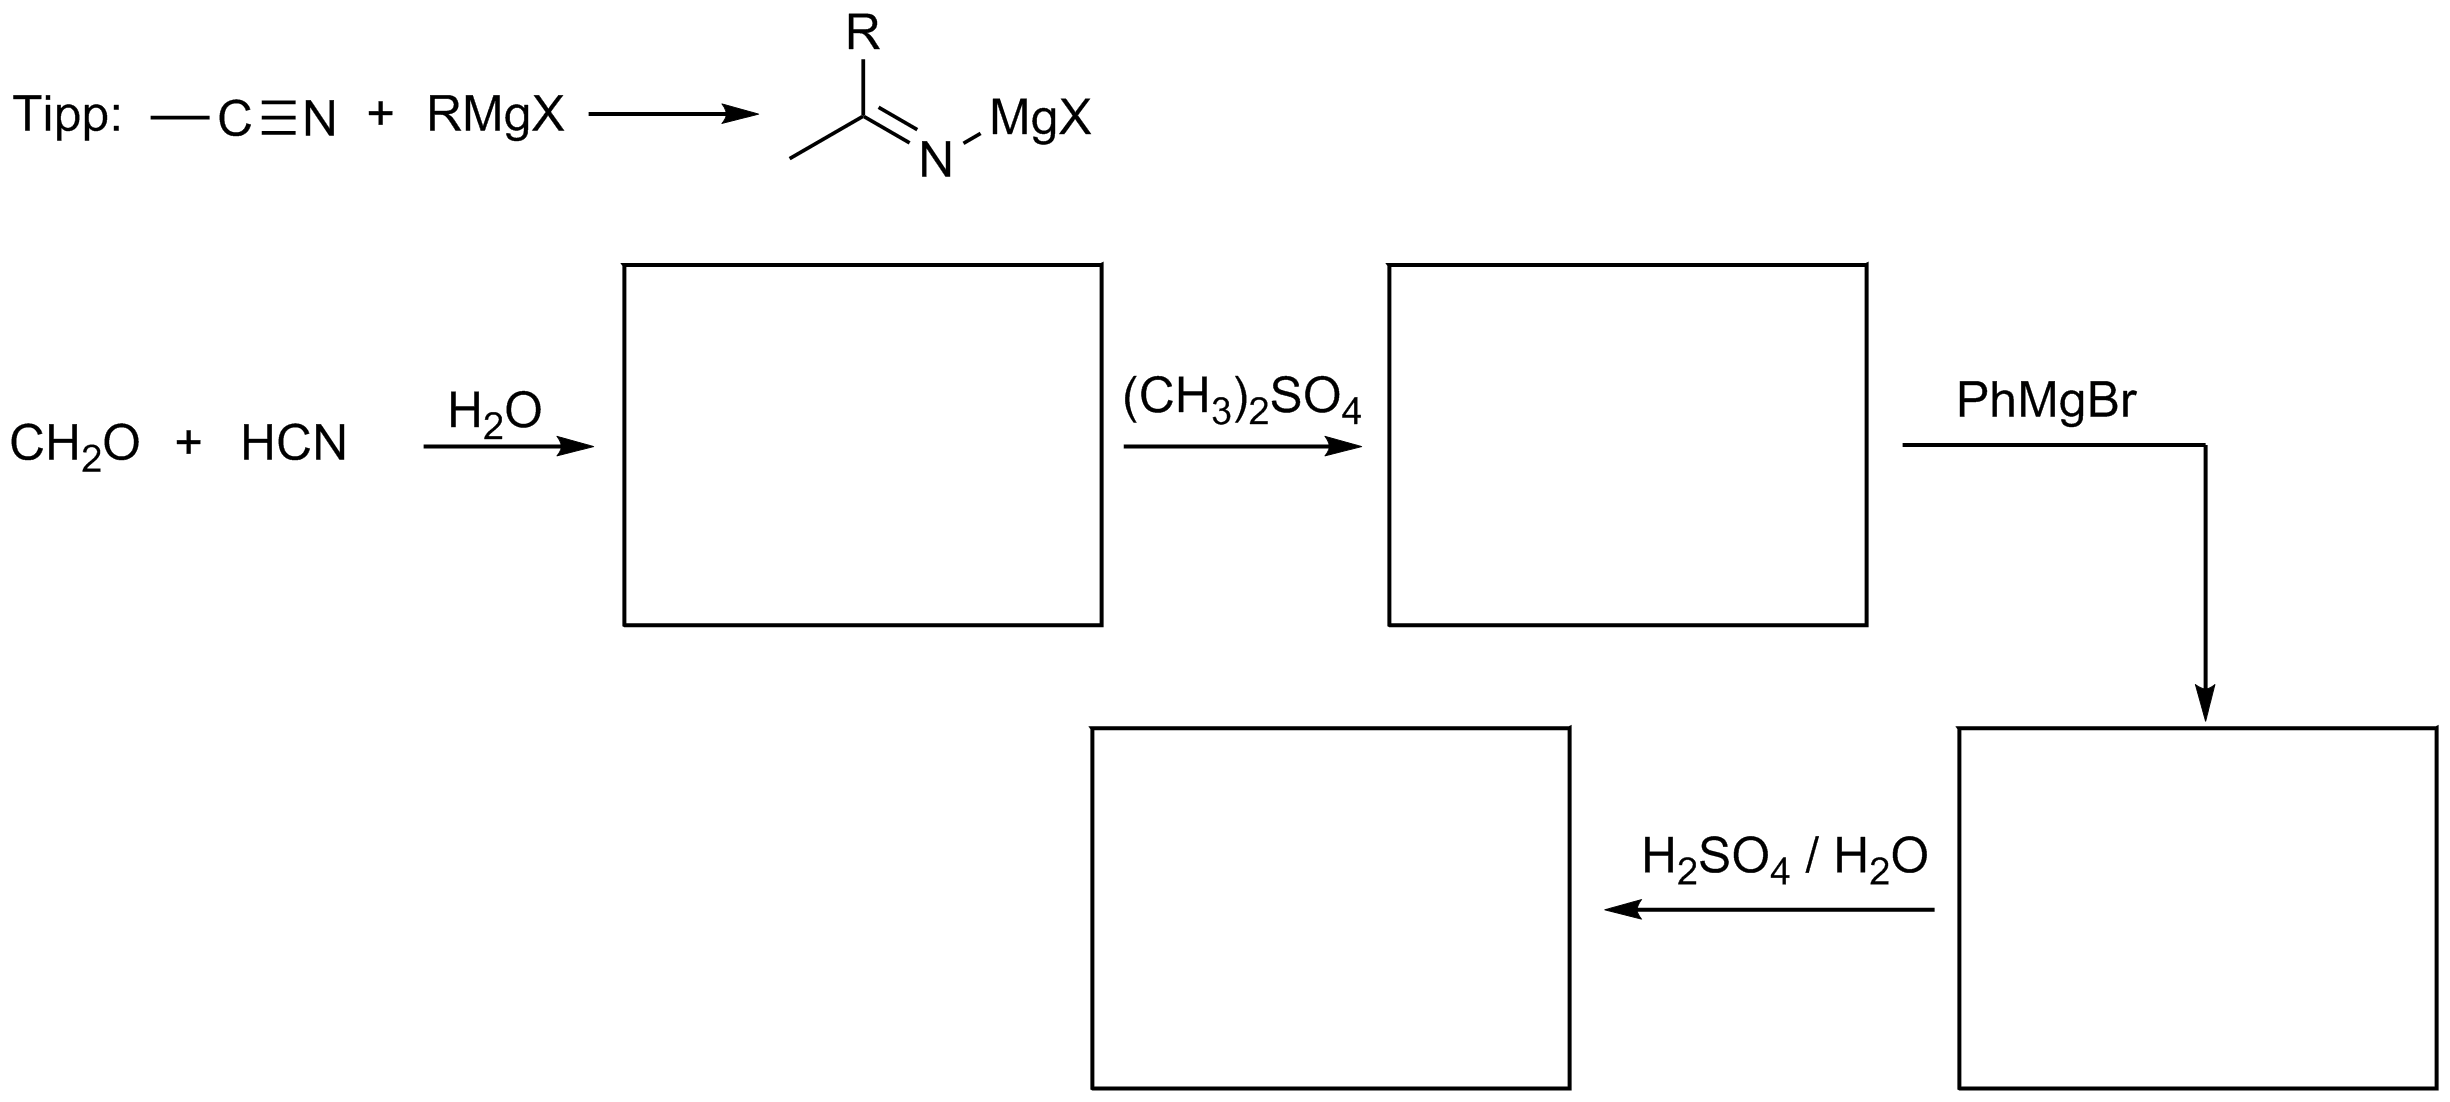 R
Tipp: —C≡N + RMgX MgX
N
CH₂O + HCN H₂O (CH₃)₂SO₄ PhMgBr
H₂SO₄ / H₂O